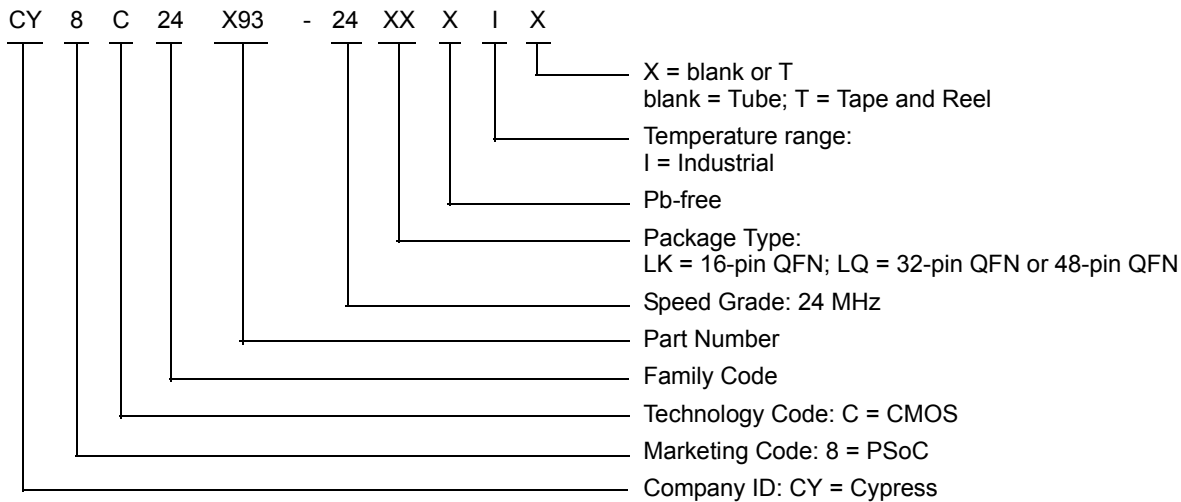 CY 8 C 24 X93 - 24 XX X I X
X = blank or T
blank = Tube; T = Tape and Reel
Temperature range:
I = Industrial
Pb-free
Package Type:
LK = 16-pin QFN; LQ = 32-pin QFN or 48-pin QFN
Speed Grade: 24 MHz
Part Number
Family Code
Technology Code: C = CMOS
Marketing Code: 8 = PSoC
Company ID: CY = Cypress